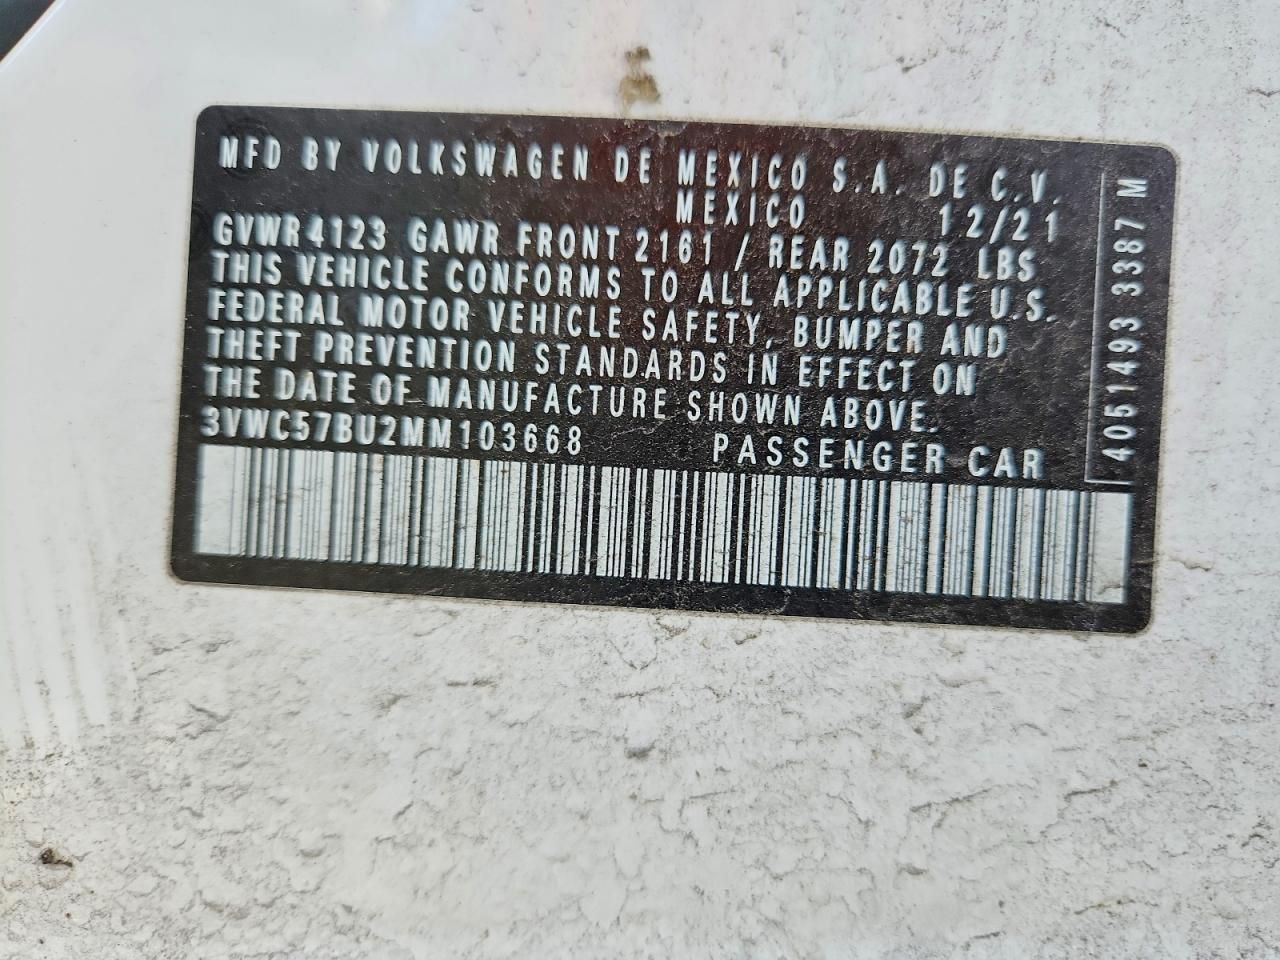 MFD BY VOLKSWAGEN DE MEXICO S.A. DE C.V.
MEXICO 12/21
GVWR 4123 GAWR FRONT 2161 / REAR 2072 LBS
THIS VEHICLE CONFORMS TO ALL APPLICABLE U.S.
FEDERAL MOTOR VEHICLE SAFETY, BUMPER AND
THEFT PREVENTION STANDARDS IN EFFECT ON
THE DATE OF MANUFACTURE SHOWN ABOVE.
3VWC57BU2MM103668 PASSENGER CAR
4051493 3387 M